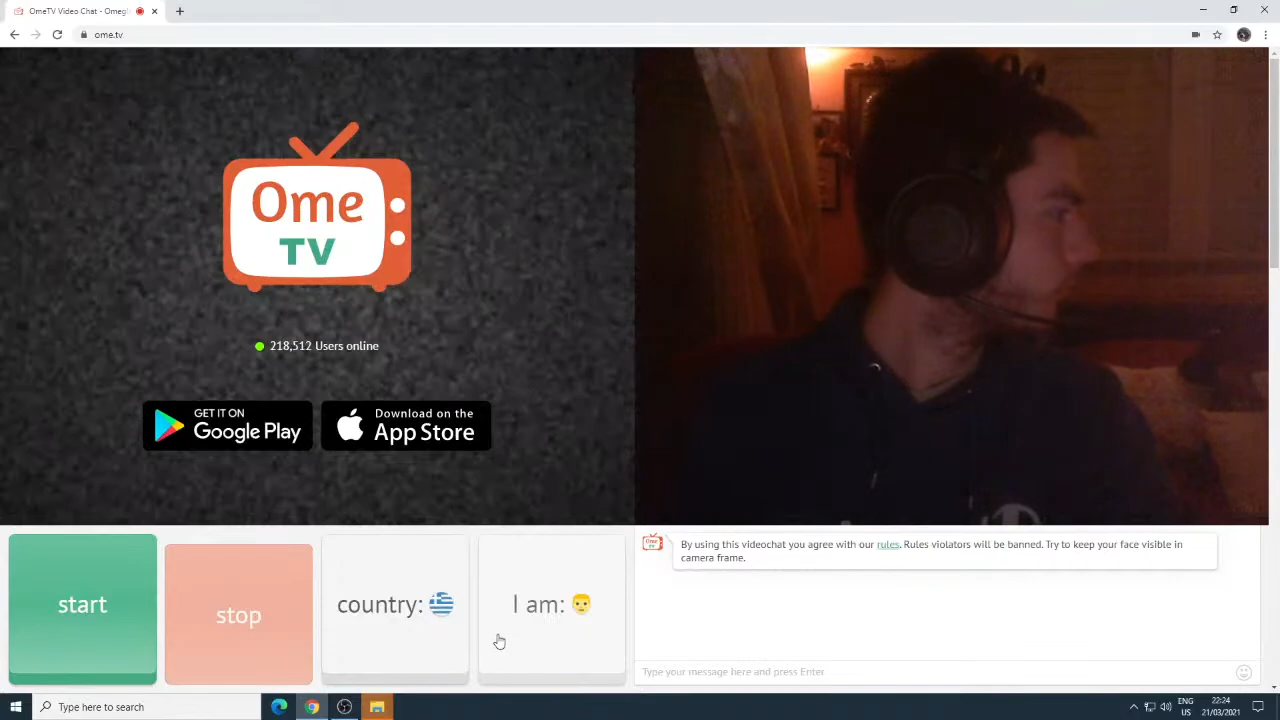 OmeTV Video Chat - Omegl
ome.tv
Ome
TV
218,512 Users online
GET IT ON
Google Play
Download on the
App Store
start
stop
country:
I am:
By using this videochat you agree with our rules. Rules violators will be banned. Try to keep your face visible in
camera frame.
Type your message here and press Enter
Type here to search
ENG
US
22:24
21/03/2021